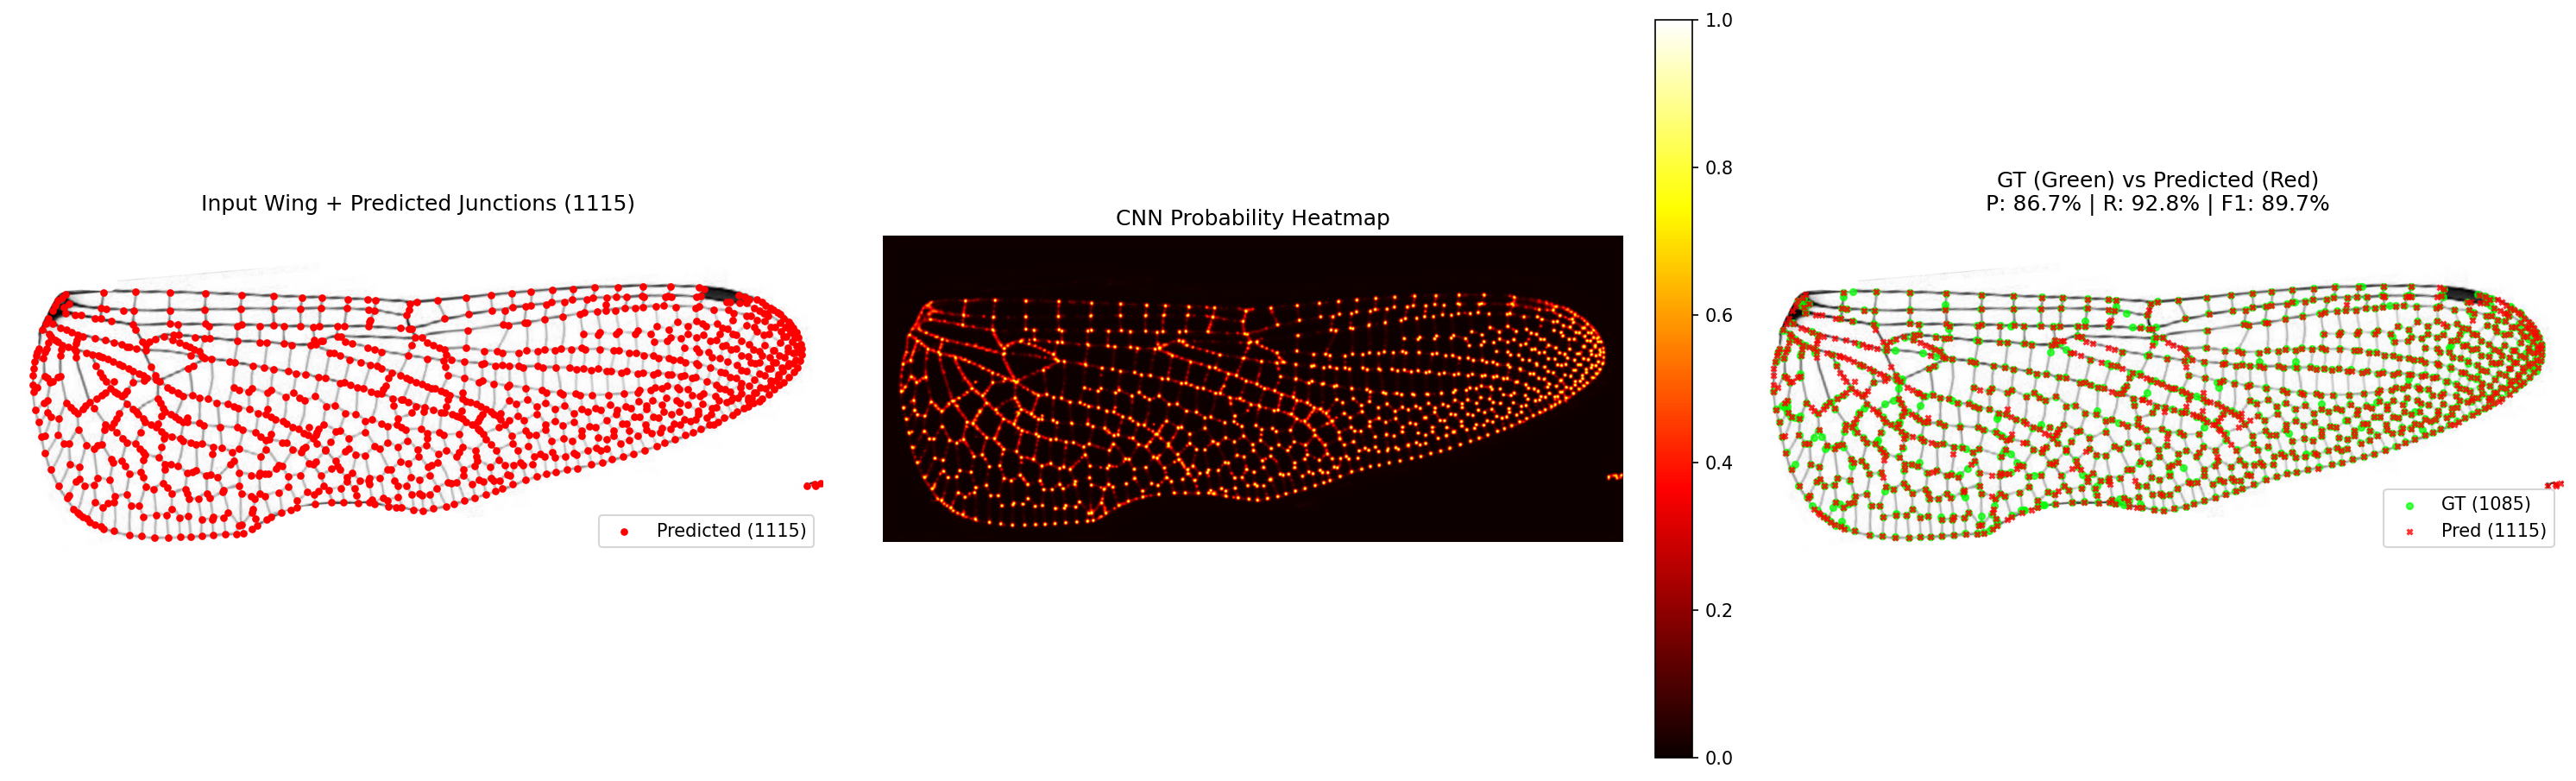 Input Wing + Predicted Junctions (1115)
Predicted (1115)
CNN Probability Heatmap
1.0
0.8
0.6
0.4
0.2
0.0
GT (Green) vs Predicted (Red)
P: 86.7% | R: 92.8% | F1: 89.7%
GT (1085)
Pred (1115)